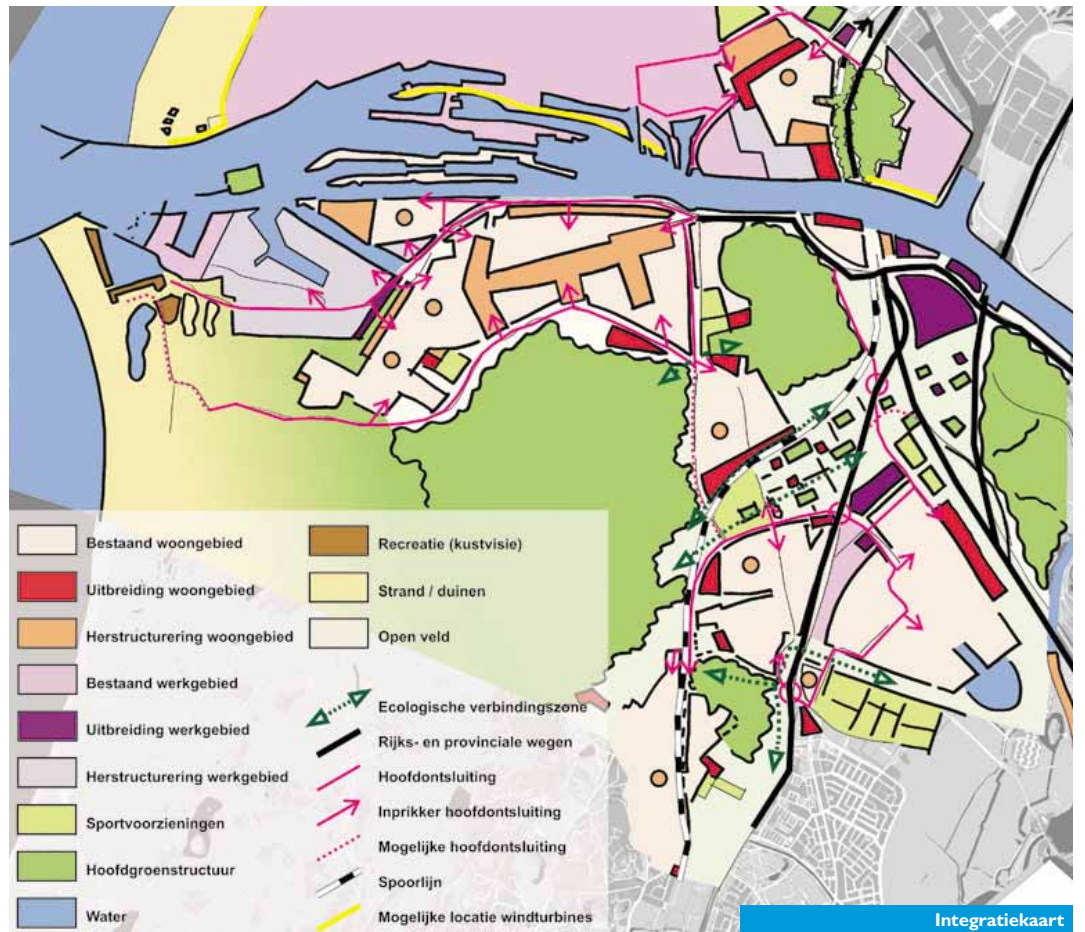 Bestaand woongebied
Uitbreiding woongebied
Herstructurering woongebied
Bestaand werkgebied
Uitbreiding werkgebied
Herstructurering werkgebied
Sportvoorzieningen
Hoofdgroenstructuur
Water
Recreatie (kustvisie)
Strand / duinen
Open veld
Ecologische verbindingszone
Rijks- en provinciale wegen
Hoofdontsluiting
Inprikker hoofdontsluiting
Mogelijke hoofdontsluiting
Spoorlijn
Mogelijke locatie windturbines
Integratiekaart